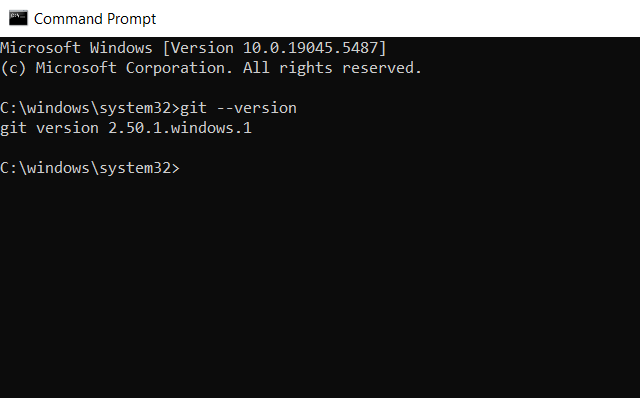 Command Prompt
Microsoft Windows [Version 10.0.19045.5487]
(c) Microsoft Corporation. All rights reserved.
C:\windows\system32>git --version
git version 2.50.1.windows.1
C:\windows\system32>